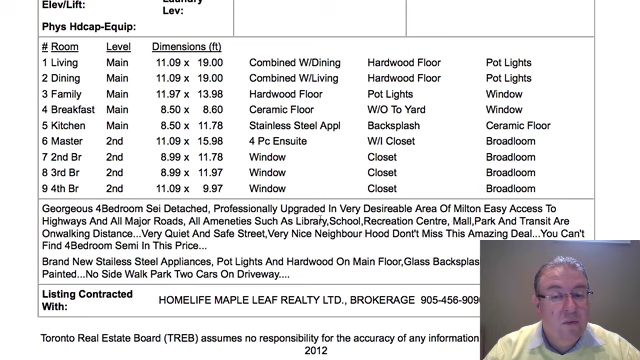 Elev/Lift: Laundry Lev:
Phys Hdcap-Equip:
# Room Level Dimensions (ft)
1 Living Main 11.09 x 19.00 Combined W/Dining Hardwood Floor Pot Lights
2 Dining Main 11.09 x 19.00 Combined W/Living Hardwood Floor Pot Lights
3 Family Main 11.97 x 13.98 Hardwood Floor Pot Lights Window
4 Breakfast Main 8.50 x 8.60 Ceramic Floor W/O To Yard Window
5 Kitchen Main 8.50 x 11.78 Stainless Steel Appl Backsplash Ceramic Floor
6 Master 2nd 11.09 x 15.98 4 Pc Ensuite W/I Closet Broadloom
7 2nd Br 2nd 8.99 x 11.78 Window Closet Broadloom
8 3rd Br 2nd 8.99 x 11.97 Window Closet Broadloom
9 4th Br 2nd 11.09 x 9.97 Window Closet Broadloom
Georgeous 4Bedroom Sei Detached, Professionally Upgraded In Very Desireable Area Of Milton Easy Access To
Highways And All Major Roads, All Ameneties Such As Library,School,Recreation Centre, Mall,Park And Transit Are
Onwalking Distance...Very Quiet And Safe Street,Very Nice Neighbour Hood Dont't Miss This Amazing Deal...You Can't
Find 4Bedroom Semi In This Price...
Brand New Stailess Steel Appliances, Pot Lights And Hardwood On Main Floor,Glass Backsplas
Painted...No Side Walk Park Two Cars On Driveway....
Listing Contracted With: HOMELIFE MAPLE LEAF REALTY LTD., BROKERAGE 905-456-909
Toronto Real Estate Board (TREB) assumes no responsibility for the accuracy of any information
2012